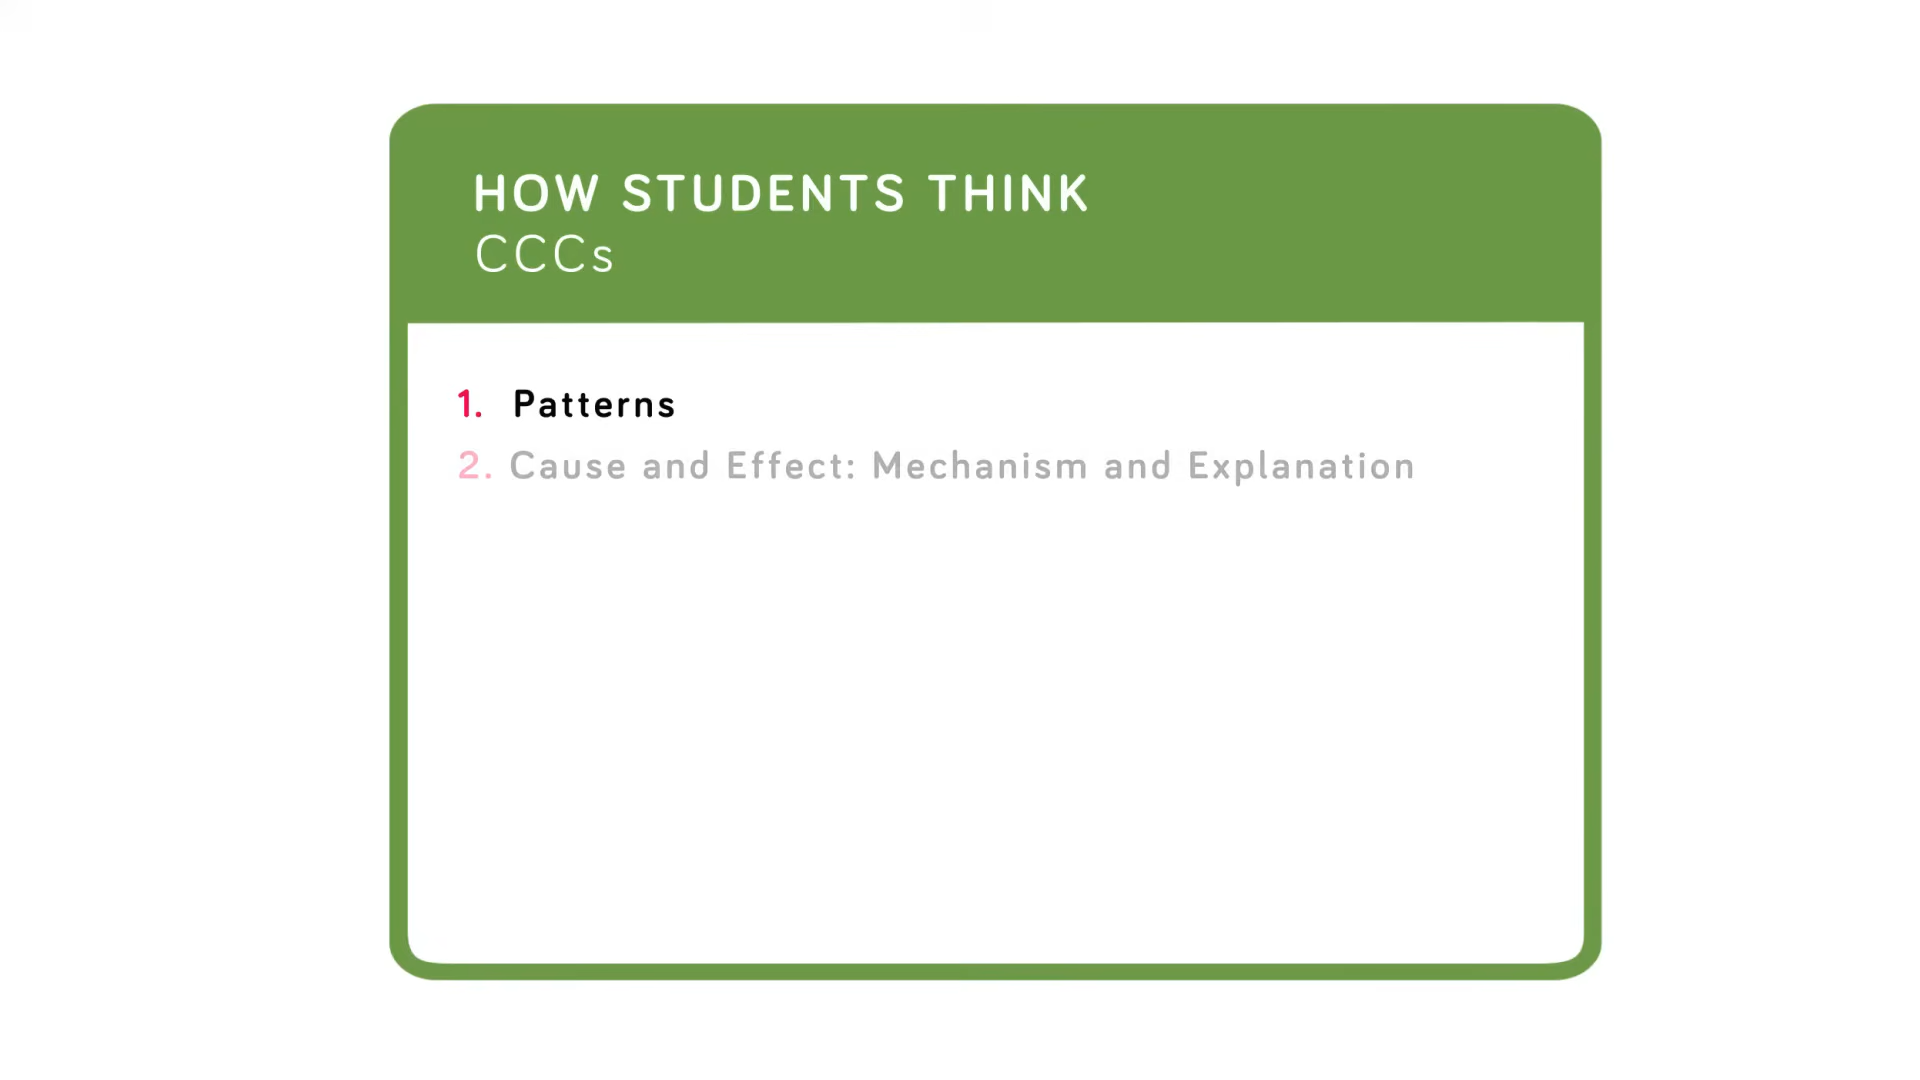 HOW STUDENTS THINK
CCCs
1. Patterns
2. Cause and Effect: Mechanism and Explanation